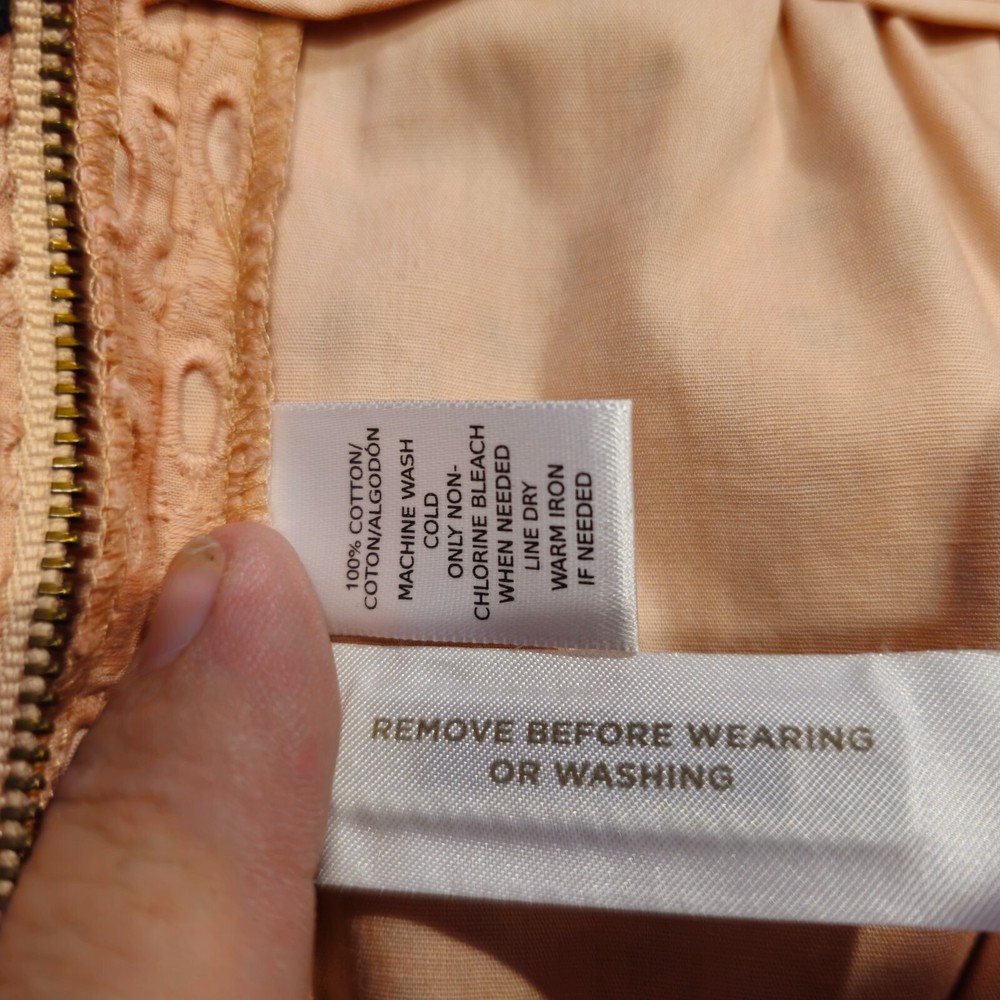 100% COTTON/
COTON/ALGODÓN
MACHINE WASH
COLD
ONLY NON-
CHLORINE BLEACH
WHEN NEEDED
LINE DRY
WARM IRON
IF NEEDED
REMOVE BEFORE WEARING
OR WASHING